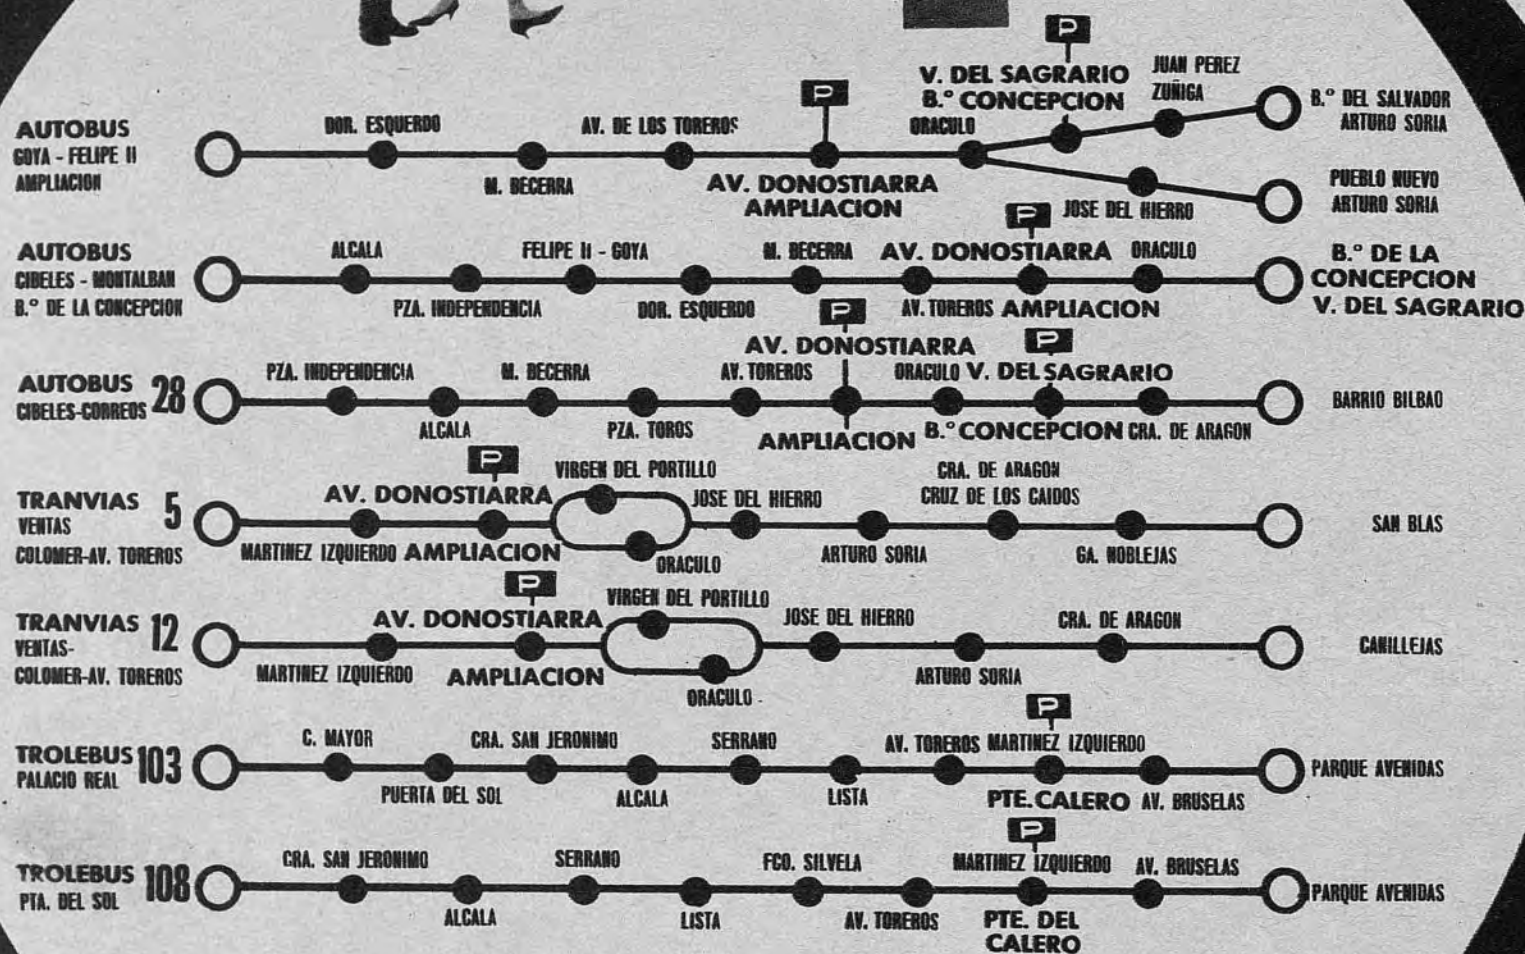 AUTOBUS
GOYA - FELIPE II
AMPLIACION
DOR. ESQUERDO
M. BECERRA
AV. DE LOS TOREROS
P
AV. DONOSTIARRA
AMPLIACION
ORACULO
P
V. DEL SAGRARIO
B.º CONCEPCION
JUAN PEREZ
ZUÑIGA
B.º DEL SALVADOR
ARTURO SORIA
JOSE DEL HIERRO
PUEBLO NUEVO
ARTURO SORIA
AUTOBUS
CIBELES - MONTALBAN
B.º DE LA CONCEPCION
ALCALA
PZA. INDEPENDENCIA
FELIPE II - GOYA
DOR. ESQUERDO
M. BECERRA
AV. TOREROS
P
AV. DONOSTIARRA
AMPLIACION
ORACULO
B.º DE LA
CONCEPCION
V. DEL SAGRARIO
AUTOBUS 28
CIBELES-CORREOS
PZA. INDEPENDENCIA
ALCALA
M. BECERRA
PZA. TOROS
AV. TOREROS
P
AV. DONOSTIARRA
AMPLIACION
ORACULO
P
V. DEL SAGRARIO
B.º CONCEPCION
CRA. DE ARAGON
BARRIO BILBAO
TRANVIAS 5
VENTAS
COLOMER-AV. TOREROS
MARTINEZ IZQUIERDO
P
AV. DONOSTIARRA
AMPLIACION
VIRGEN DEL PORTILLO
ORACULO
JOSE DEL HIERRO
ARTURO SORIA
CRA. DE ARAGON
CRUZ DE LOS CAIDOS
GA. NOBLEJAS
SAN BLAS
TRANVIAS 12
VENTAS-
COLOMER-AV. TOREROS
MARTINEZ IZQUIERDO
P
AV. DONOSTIARRA
AMPLIACION
VIRGEN DEL PORTILLO
ORACULO
JOSE DEL HIERRO
ARTURO SORIA
CRA. DE ARAGON
CANILLEJAS
TROLEBUS 103
PALACIO REAL
C. MAYOR
PUERTA DEL SOL
CRA. SAN JERONIMO
ALCALA
SERRANO
LISTA
AV. TOREROS
P
MARTINEZ IZQUIERDO
PTE. CALERO
AV. BRUSELAS
PARQUE AVENIDAS
TROLEBUS 108
PTA. DEL SOL
CRA. SAN JERONIMO
ALCALA
SERRANO
LISTA
FCO. SILVELA
AV. TOREROS
P
MARTINEZ IZQUIERDO
PTE. DEL
CALERO
AV. BRUSELAS
PARQUE AVENIDAS